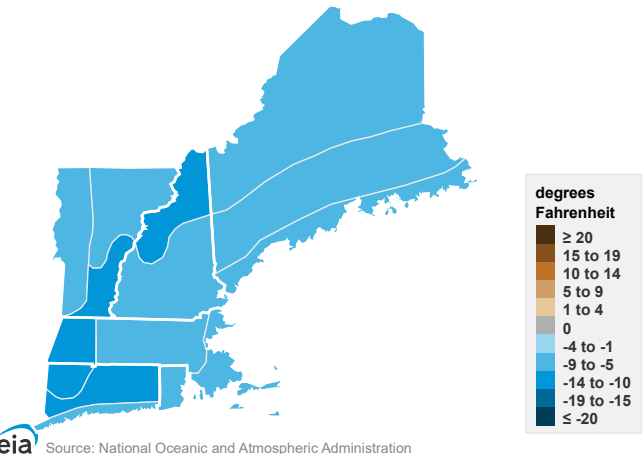 degrees
Fahrenheit
≥ 20
15 to 19
10 to 14
5 to 9
1 to 4
0
-4 to -1
-9 to -5
-14 to -10
-19 to -15
≤ -20
eia Source: National Oceanic and Atmospheric Administration